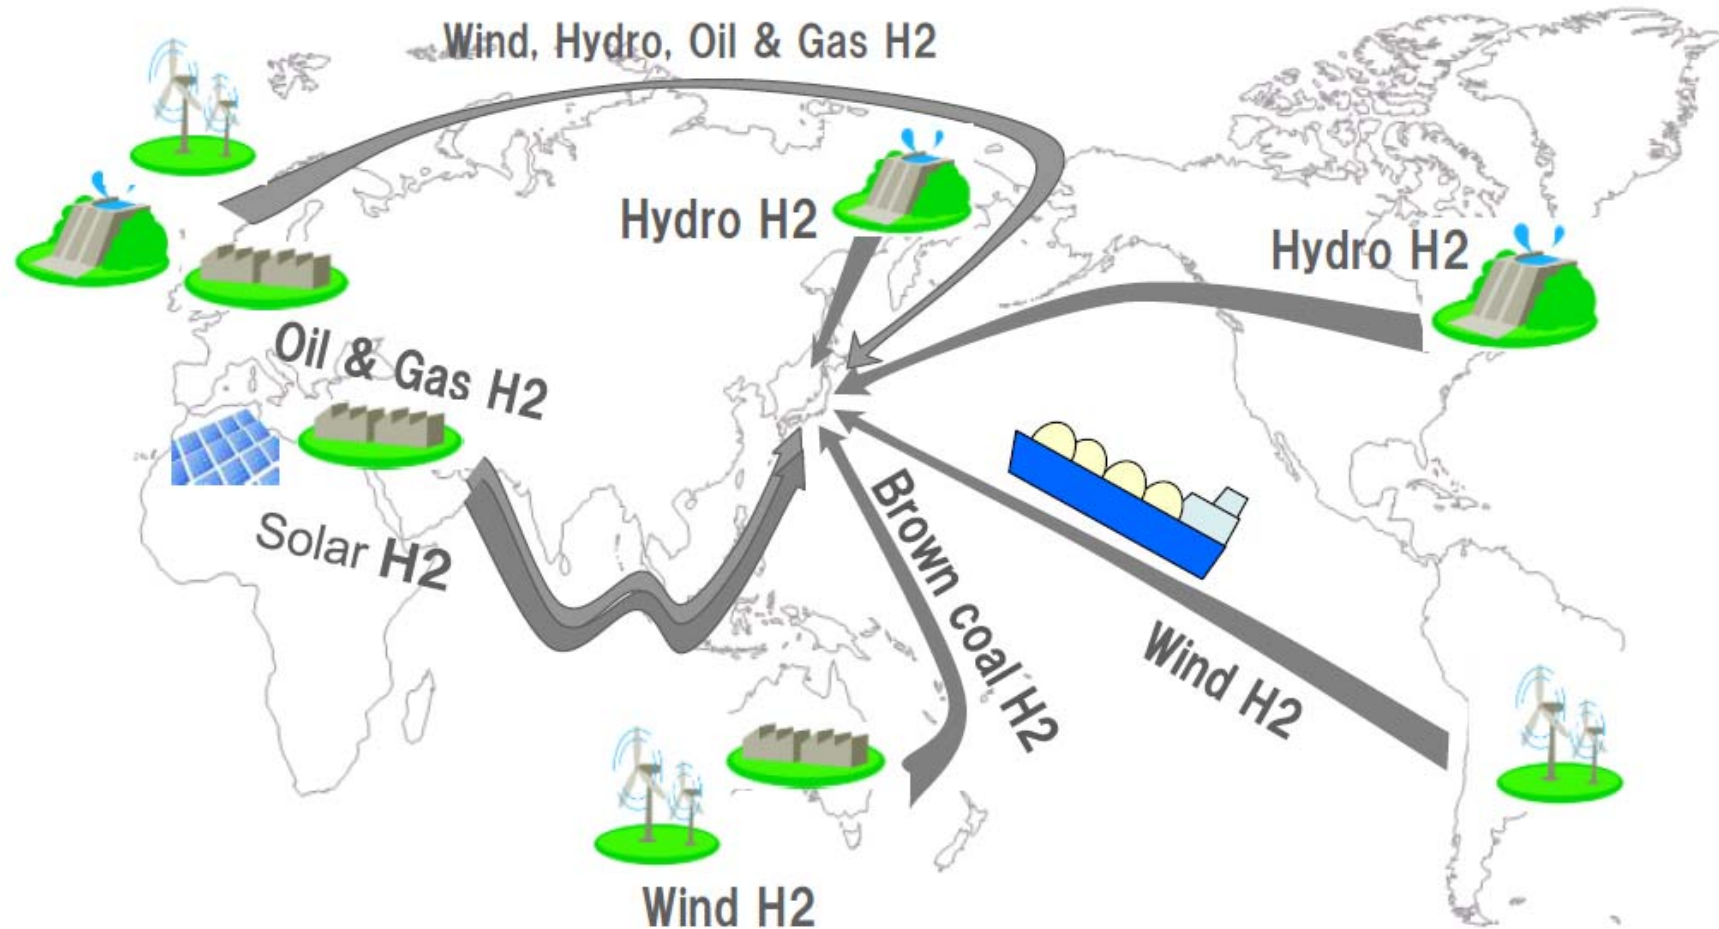 Wind, Hydro, Oil & Gas H2
Hydro H2
Hydro H2
Oil & Gas H2
Solar H2
Brown coal H2
Wind H2
Wind H2